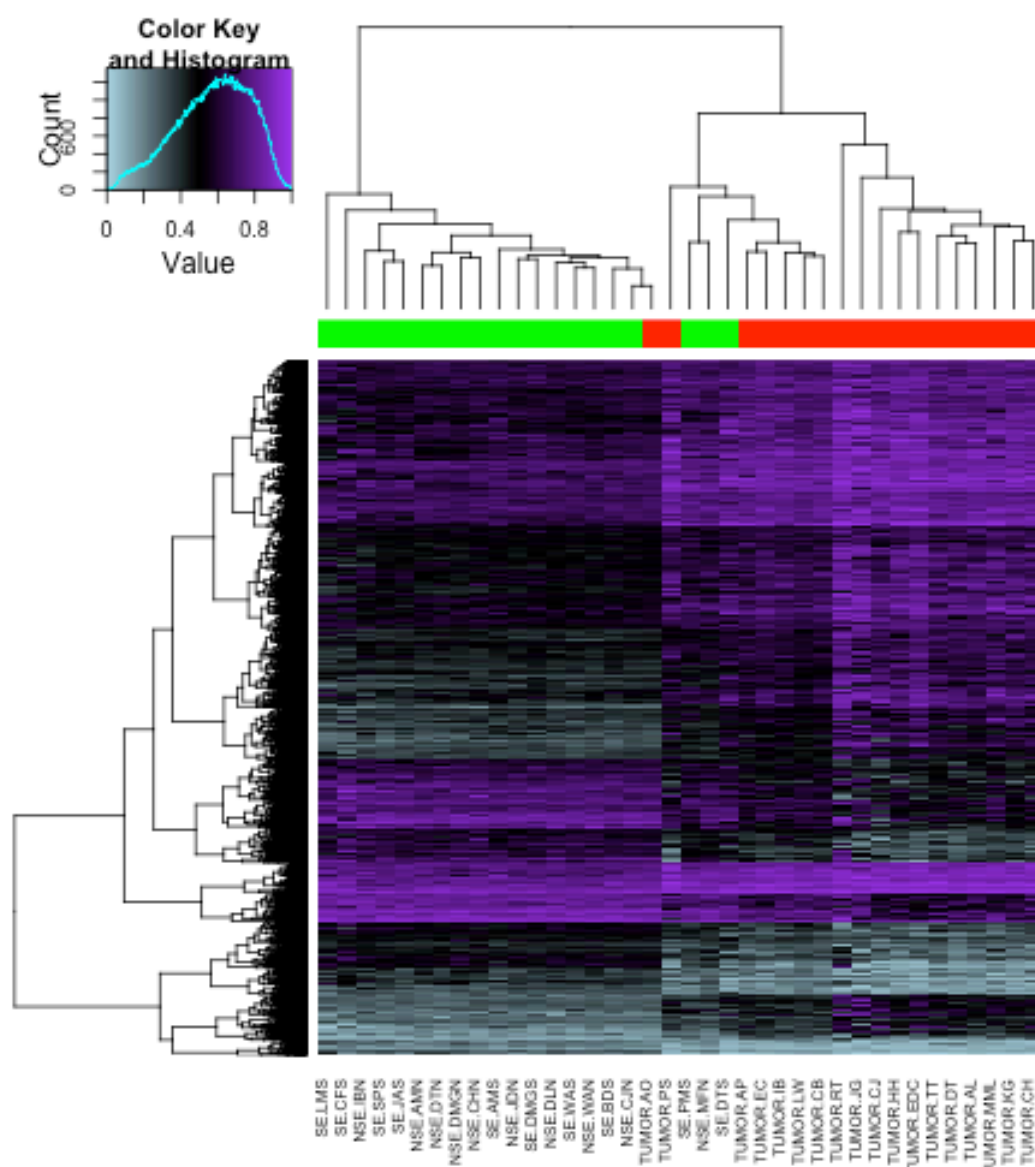 Color Key
and Histogram
Count
0 600
0 0.4 0.8
Value
SE.LMS
SE.CFS
NSE.IBN
SE.SPS
SE.JAS
NSE.AMN
NSE.DTN
NSE.DMGN
NSE.CHN
SE.AMS
NSE.JDN
SE.DMGS
NSE.DLN
SE.WAS
NSE.WAN
SE.BDS
NSE.CJN
TUMOR.AO
TUMOR.PS
SE.PMS
NSE.MFN
SE.DTS
TUMOR.AP
TUMOR.EC
TUMOR.IB
TUMOR.LW
TUMOR.CB
TUMOR.RT
TUMOR.JG
TUMOR.CJ
TUMOR.HH
UMOR.EDC
TUMOR.TT
TUMOR.DT
TUMOR.AL
UMOR.MML
TUMOR.KG
TUMOR.CH